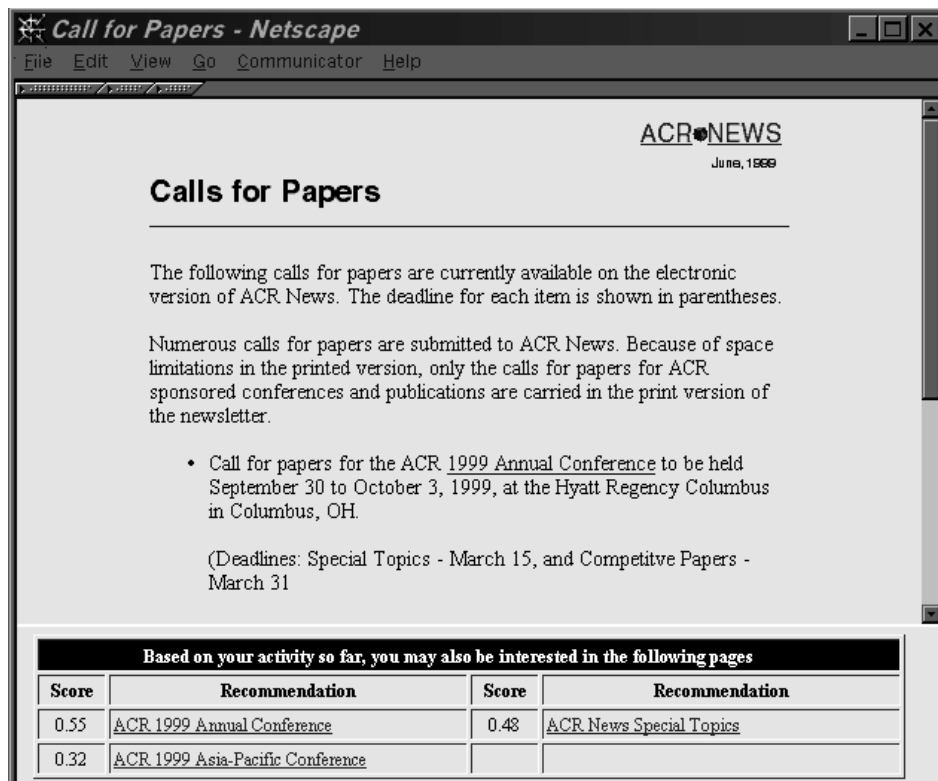 Call for Papers - Netscape
File Edit View Go Communicator Help
ACR NEWS
June, 1999
Calls for Papers
The following calls for papers are currently available on the electronic
version of ACR News. The deadline for each item is shown in parentheses.
Numerous calls for papers are submitted to ACR News. Because of space
limitations in the printed version, only the calls for papers for ACR
sponsored conferences and publications are carried in the print version of
the newsletter.
• Call for papers for the ACR 1999 Annual Conference to be held
September 30 to October 3, 1999, at the Hyatt Regency Columbus
in Columbus, OH.
(Deadlines: Special Topics - March 15, and Competitve Papers -
March 31
Based on your activity so far, you may also be interested in the following pages
Score Recommendation Score Recommendation
0.55 ACR 1999 Annual Conference 0.48 ACR News Special Topics
0.32 ACR 1999 Asia-Pacific Conference